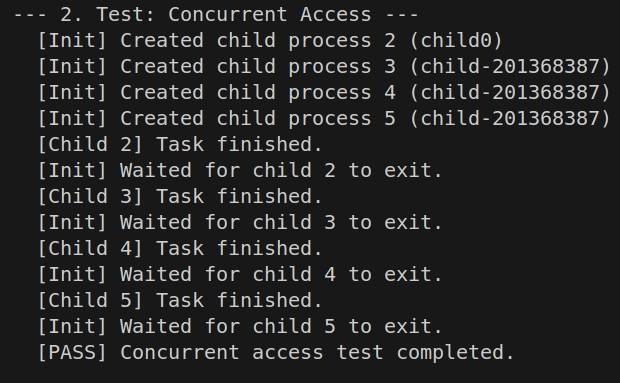 --- 2. Test: Concurrent Access ---
[Init] Created child process 2 (child0)
[Init] Created child process 3 (child-201368387)
[Init] Created child process 4 (child-201368387)
[Init] Created child process 5 (child-201368387)
[Child 2] Task finished.
[Init] Waited for child 2 to exit.
[Child 3] Task finished.
[Init] Waited for child 3 to exit.
[Child 4] Task finished.
[Init] Waited for child 4 to exit.
[Child 5] Task finished.
[Init] Waited for child 5 to exit.
[PASS] Concurrent access test completed.